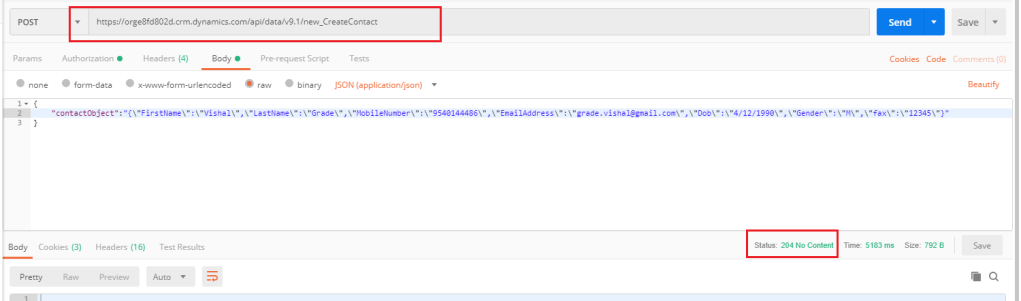 POST https://orge8fd802d.crm.dynamics.com/api/data/v9.1/new_CreateContact Send Save
Params Authorization Headers (4) Body Pre-request Script Tests Cookies Code Comments (0)
none form-data x-www-form-urlencoded raw binary JSON (application/json) Beautify
1 {
2 "contactObject":"{\"FirstName\":\"Vishal\",\"LastName\":\"Grade\",\"MobileNumber\":\"9540144486\",\"EmailAddress\":\"grade.vishal@gmail.com\",\"Dob\":\"4/12/1990\",\"Gender\":\"M\",\"fax\":\"12345\"}"
3 }
Body Cookies (3) Headers (16) Test Results Status: 204 No Content Time: 5183 ms Size: 792 B Save
Pretty Raw Preview Auto
1